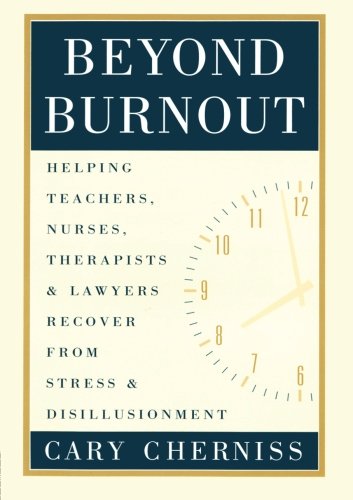 BEYOND
BURNOUT
HELPING
TEACHERS,
NURSES,
THERAPISTS
& LAWYERS
RECOVER
FROM
STRESS &
DISILLUSIONMENT
12
11
10
9
8
7
6
CARY CHERNISS